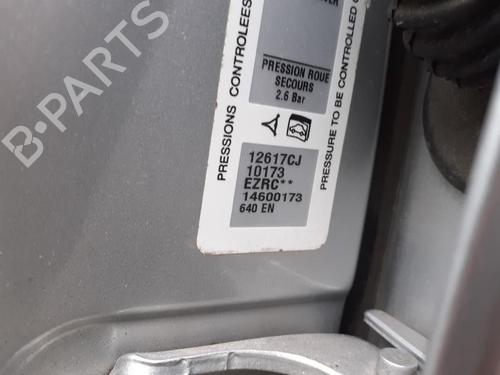 B-PARTS
PRESSIONS CONTROLEES
PRESSION ROUE
SECOURS
2.6 Bar
PRESSURE TO BE CONTROLLED
12617CJ
10173
EZRC**
14600173
640 EN